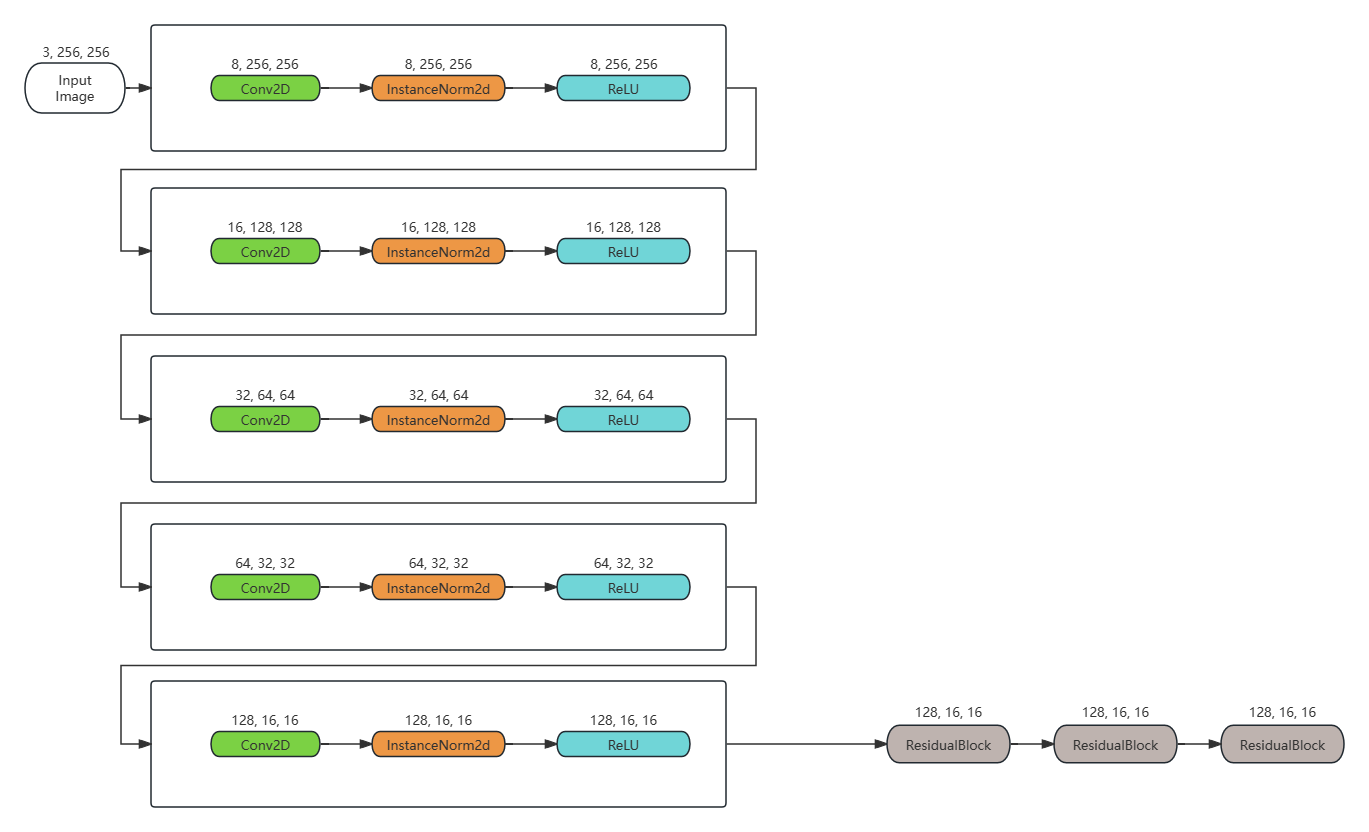 3, 256, 256
Input
Image
8, 256, 256
8, 256, 256
8, 256, 256
Conv2D
InstanceNorm2d
ReLU
16, 128, 128
16, 128, 128
16, 128, 128
Conv2D
InstanceNorm2d
ReLU
32, 64, 64
32, 64, 64
32, 64, 64
Conv2D
InstanceNorm2d
ReLU
64, 32, 32
64, 32, 32
64, 32, 32
Conv2D
InstanceNorm2d
ReLU
128, 16, 16
128, 16, 16
128, 16, 16
Conv2D
InstanceNorm2d
ReLU
128, 16, 16
128, 16, 16
128, 16, 16
ResidualBlock
ResidualBlock
ResidualBlock